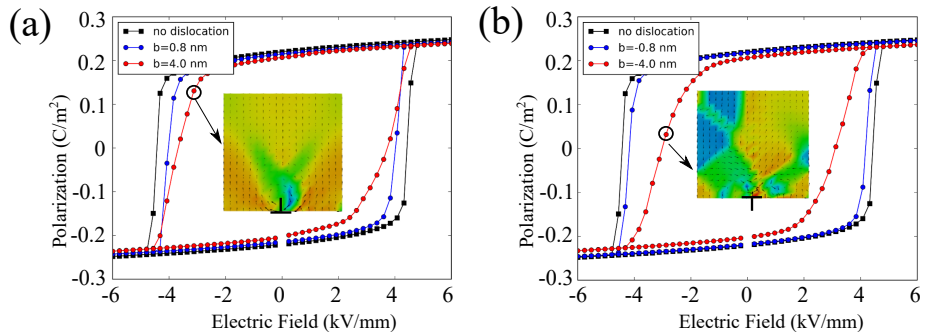 (a)
no dislocation
b=0.8 nm
b=4.0 nm
Polarization (C/m²)
0.3
0.2
0.1
0
-0.1
-0.2
-0.3
-6
-4
-2
0
2
4
6
Electric Field (kV/mm)
(b)
no dislocation
b=-0.8 nm
b=-4.0 nm
Polarization (C/m²)
0.3
0.2
0.1
0
-0.1
-0.2
-0.3
-6
-4
-2
0
2
4
6
Electric Field (kV/mm)